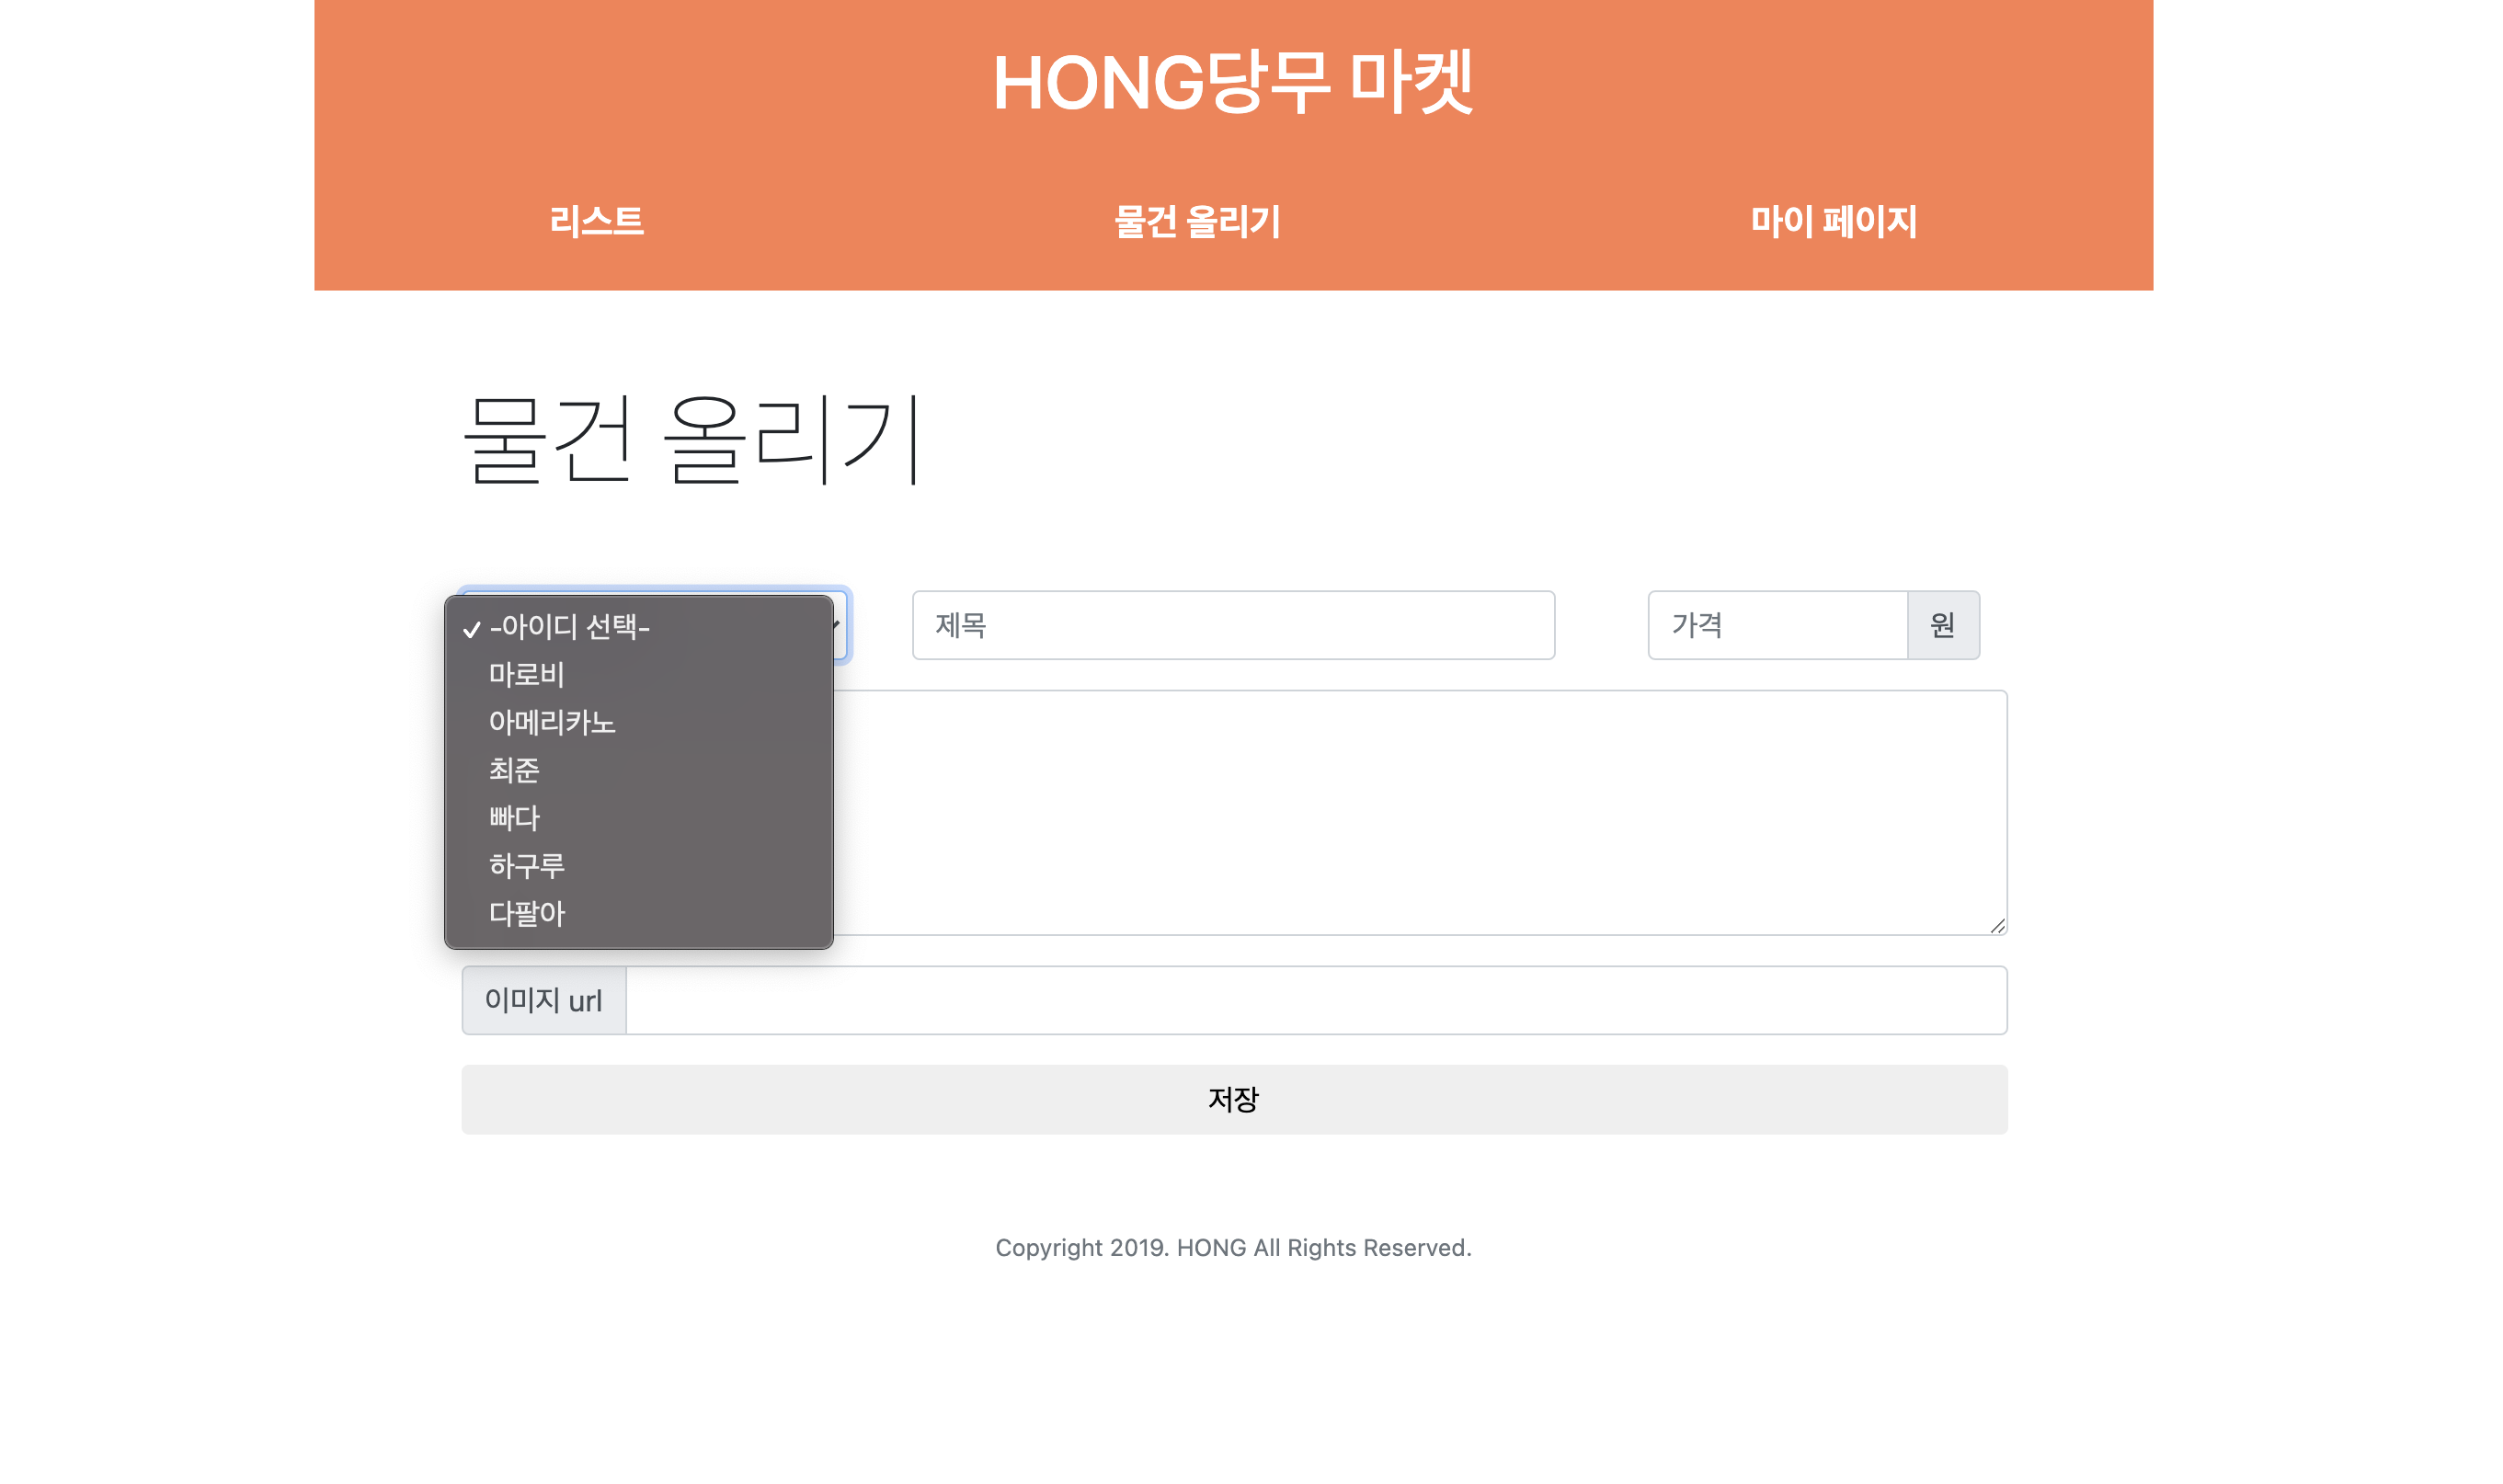 HONG당무 마켓
리스트 물건 올리기 마이 페이지
물건 올리기
-아이디 선택- 제목 가격 원
마로비
아메리카노
최준
빠다
하구루
다팔아
이미지 url
저장
Copyright 2019. HONG All Rights Reserved.